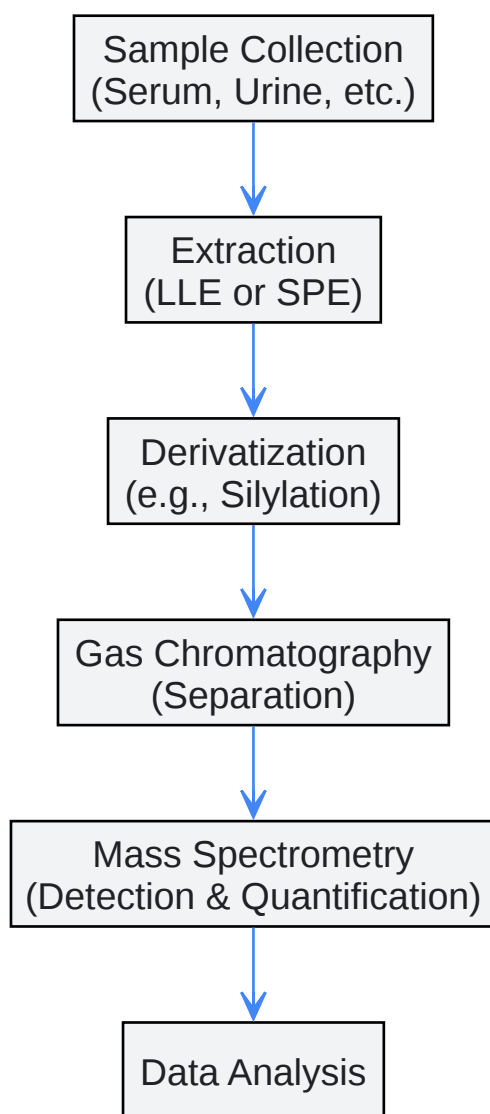 Sample Collection
(Serum, Urine, etc.)
Extraction
(LLE or SPE)
Derivatization
(e.g., Silylation)
Gas Chromatography
(Separation)
Mass Spectrometry
(Detection & Quantification)
Data Analysis